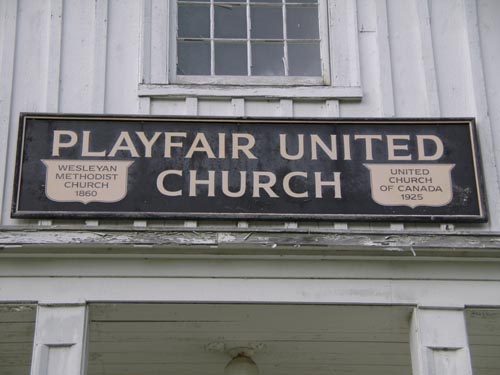 PLAYFAIR UNITED
CHURCH
WESLEYAN
METHODIST
CHURCH
1860
UNITED
CHURCH
OF CANADA
1925